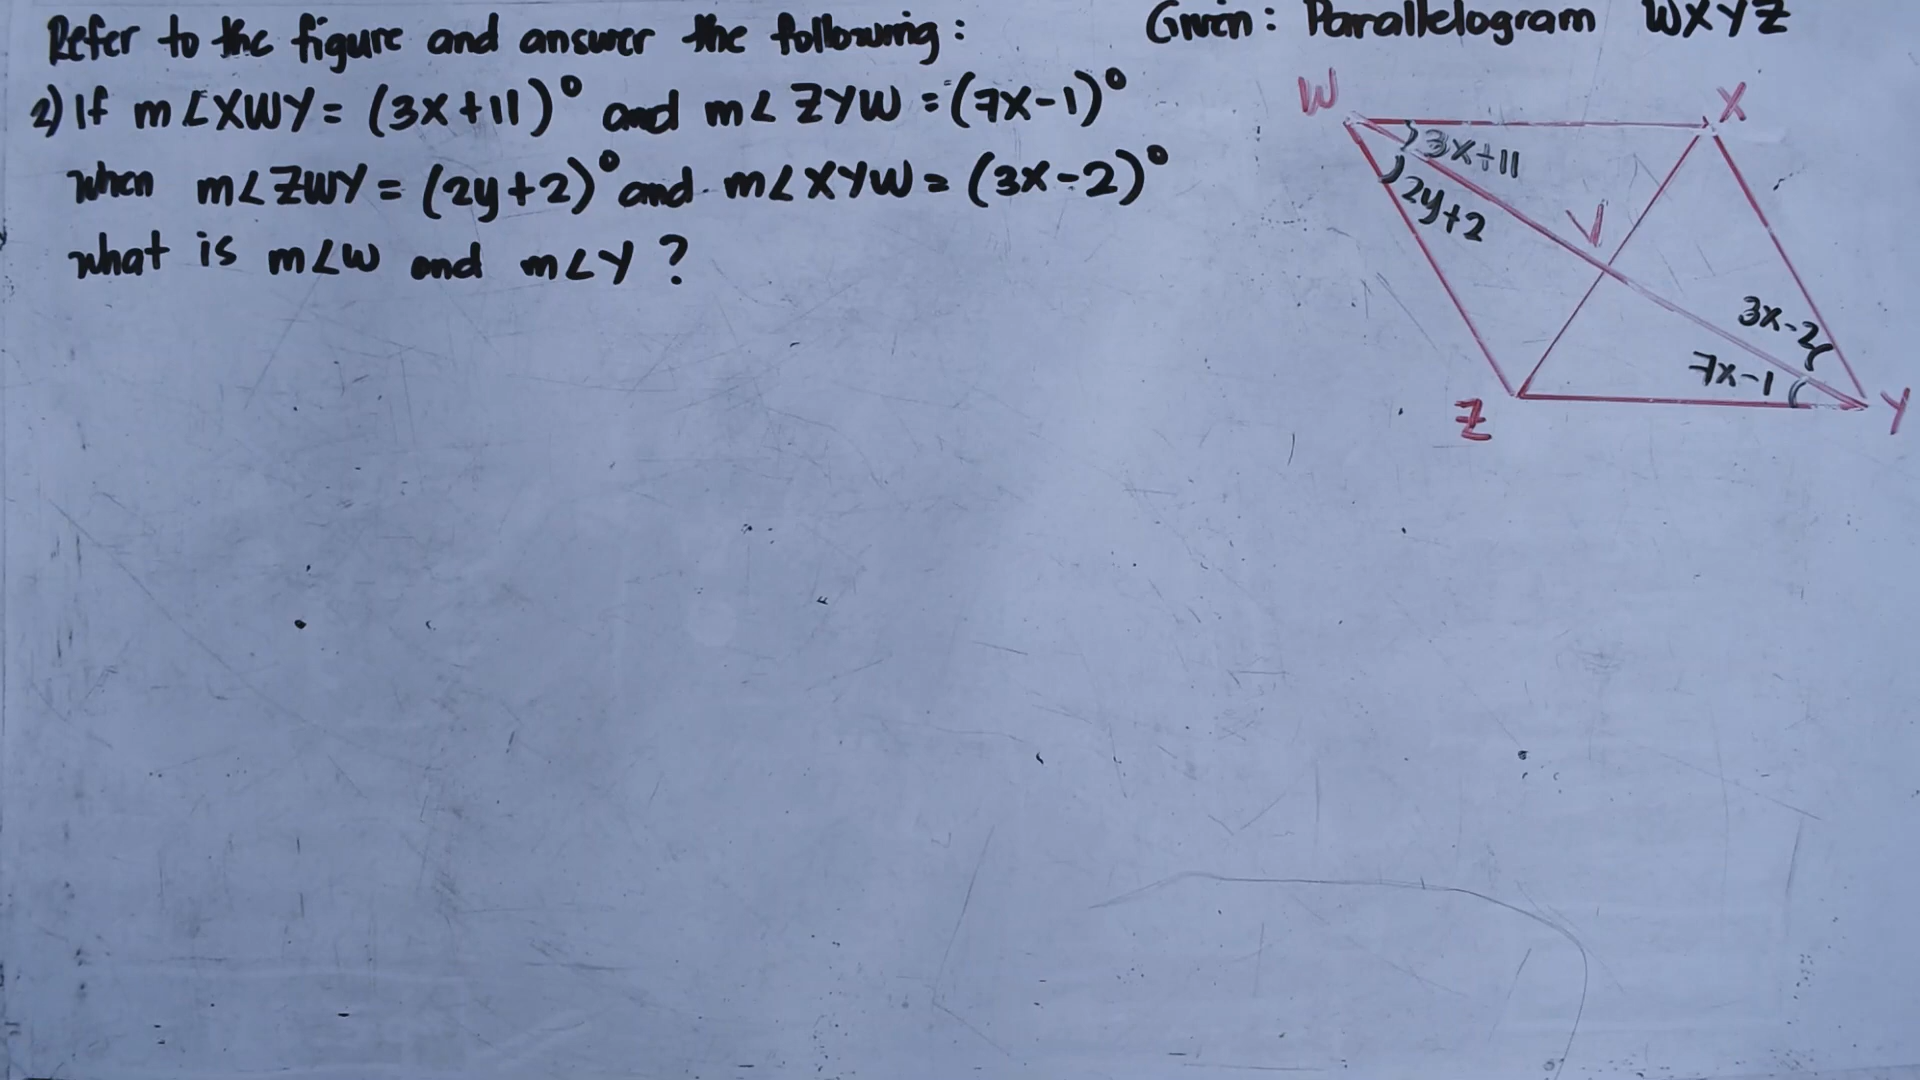 Refer to the figure and answer the following:
Given: Parallelogram WXYZ
2) If m∠XWY = (3x+11)° and m∠ZYW = (7x-1)°
when m∠ZWY = (2y+2)° and m∠XYW = (3x-2)°
what is m∠W and m∠Y ?
W
X
3x+11
2y+2
V
3x-2
7x-1
Z
Y